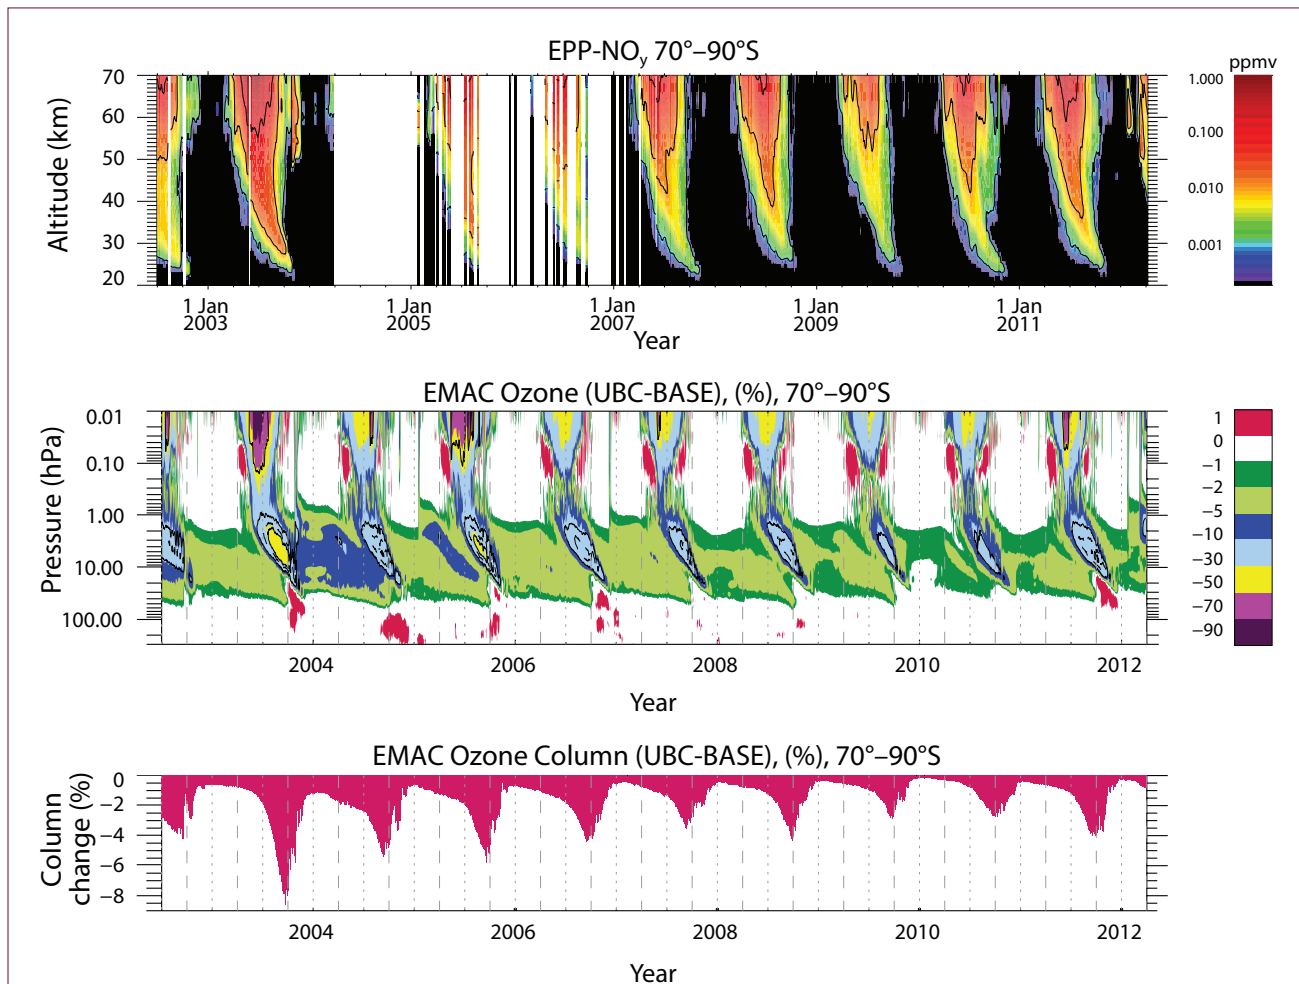 EPP-NOy 70°–90°S
ppmv
Altitude (km)
70
60
50
40
30
20
1.000
0.100
0.010
0.001
1 Jan 2003
1 Jan 2005
1 Jan 2007
1 Jan 2009
1 Jan 2011
Year
EMAC Ozone (UBC-BASE), (%), 70°–90°S
Pressure (hPa)
0.01
0.10
1.00
10.00
100.00
1
0
−1
−2
−5
−10
−30
−50
−70
−90
2004
2006
2008
2010
2012
Year
EMAC Ozone Column (UBC-BASE), (%), 70°–90°S
Column
change (%)
0
−2
−4
−6
−8
2004
2006
2008
2010
2012
Year